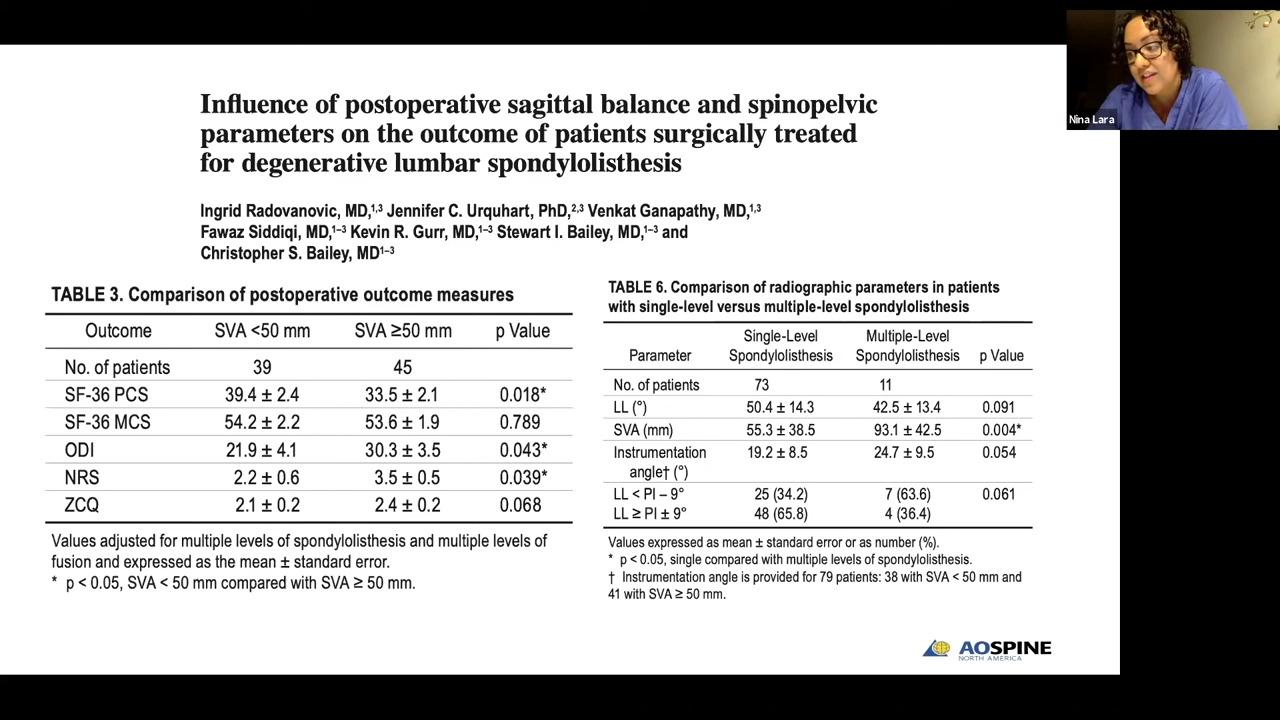 Influence of postoperative sagittal balance and spinopelvic
parameters on the outcome of patients surgically treated
for degenerative lumbar spondylolisthesis
Ingrid Radovanovic, MD,1,3 Jennifer C. Urquhart, PhD,2,3 Venkat Ganapathy, MD,1,3
Fawaz Siddiqi, MD,1–3 Kevin R. Gurr, MD,1–3 Stewart I. Bailey, MD,1–3 and
Christopher S. Bailey, MD1–3
TABLE 3. Comparison of postoperative outcome measures
Outcome SVA <50 mm SVA ≥50 mm p Value
No. of patients 39 45
SF-36 PCS 39.4 ± 2.4 33.5 ± 2.1 0.018*
SF-36 MCS 54.2 ± 2.2 53.6 ± 1.9 0.789
ODI 21.9 ± 4.1 30.3 ± 3.5 0.043*
NRS 2.2 ± 0.6 3.5 ± 0.5 0.039*
ZCQ 2.1 ± 0.2 2.4 ± 0.2 0.068
Values adjusted for multiple levels of spondylolisthesis and multiple levels of
fusion and expressed as the mean ± standard error.
* p < 0.05, SVA < 50 mm compared with SVA ≥ 50 mm.
TABLE 6. Comparison of radiographic parameters in patients
with single-level versus multiple-level spondylolisthesis
Single-Level Multiple-Level
Parameter Spondylolisthesis Spondylolisthesis p Value
No. of patients 73 11
LL (°) 50.4 ± 14.3 42.5 ± 13.4 0.091
SVA (mm) 55.3 ± 38.5 93.1 ± 42.5 0.004*
Instrumentation 19.2 ± 8.5 24.7 ± 9.5 0.054
angle† (°)
LL < PI – 9° 25 (34.2) 7 (63.6) 0.061
LL ≥ PI ± 9° 48 (65.8) 4 (36.4)
Values expressed as mean ± standard error or as number (%).
* p < 0.05, single compared with multiple levels of spondylolisthesis.
† Instrumentation angle is provided for 79 patients: 38 with SVA < 50 mm and
41 with SVA ≥ 50 mm.
AOSPINE
NORTH AMERICA
Nina Lara